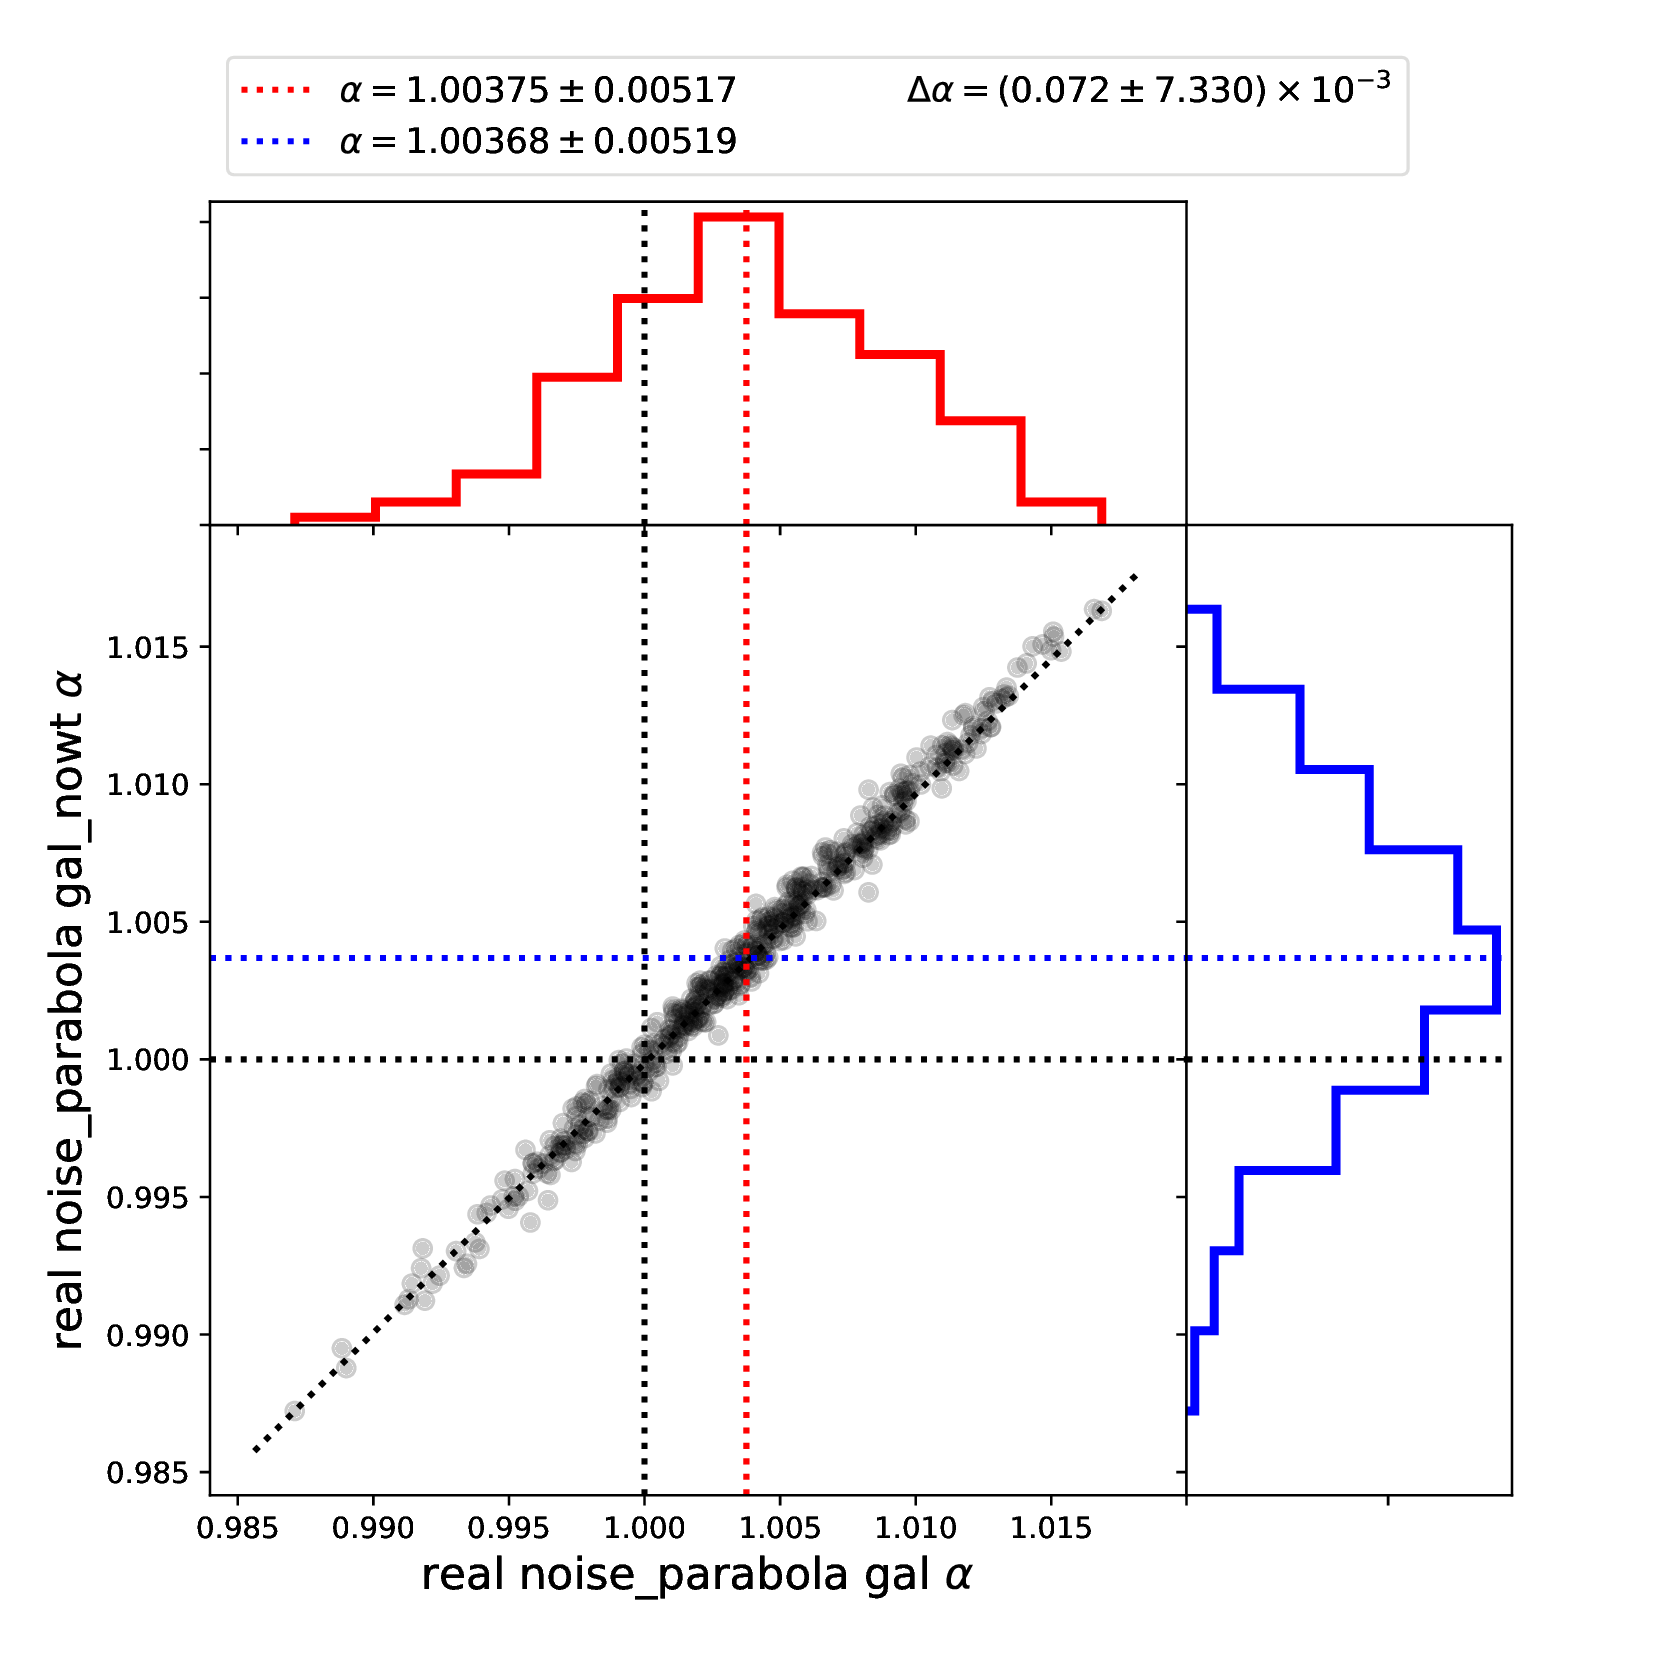 α = 1.00375 ± 0.00517
Δα = (0.072 ± 7.330) × 10⁻³
α = 1.00368 ± 0.00519
1.015
1.010
1.005
1.000
0.995
0.990
0.985
real noise_parabola gal_nowt α
0.985 0.990 0.995 1.000 1.005 1.010 1.015
real noise_parabola gal α